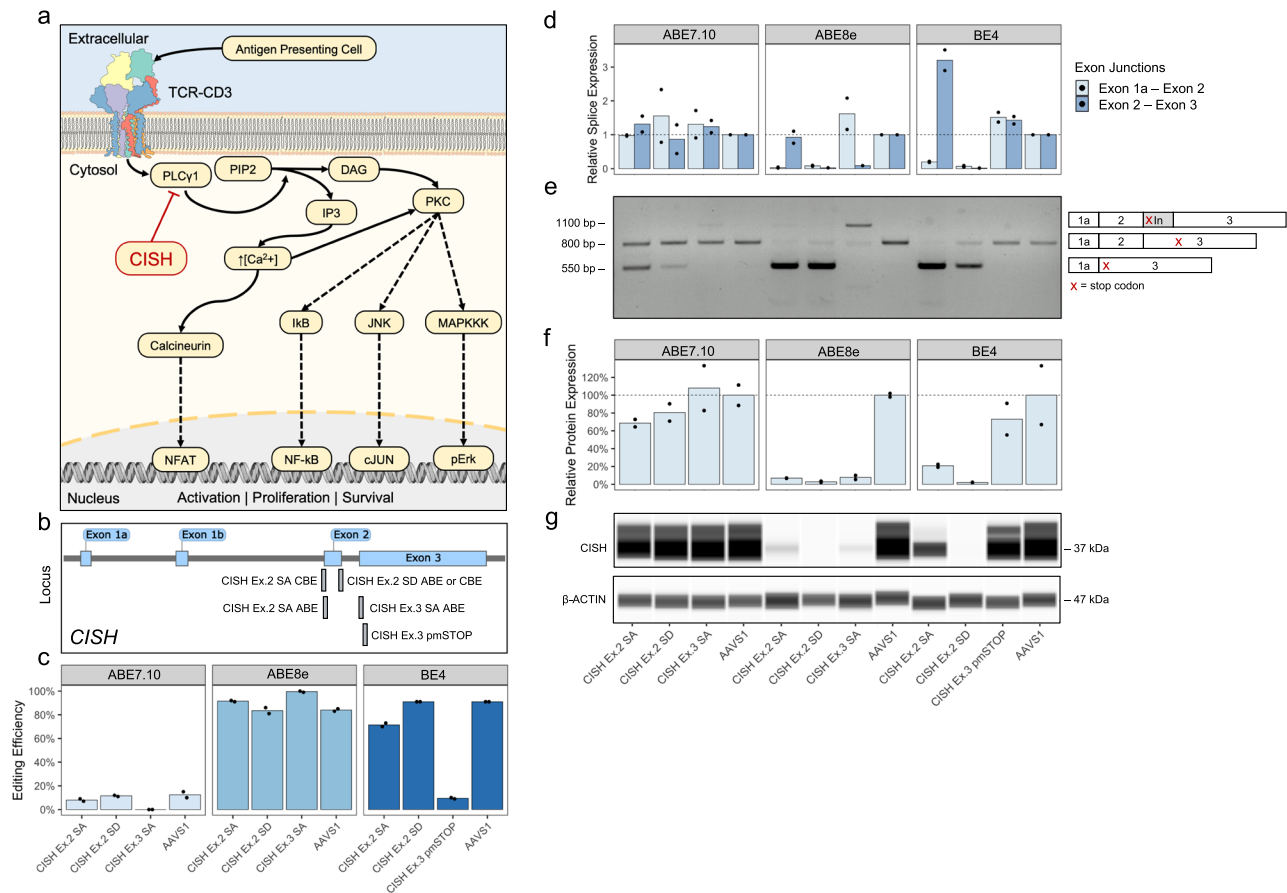 a
Extracellular
Antigen Presenting Cell
TCR-CD3
Cytosol
PLCγ1
PIP2
DAG
IP3
PKC
CISH
↑[Ca²⁺]
IkB
JNK
MAPKKK
Calcineurin
NFAT
NF-kB
cJUN
pErk
Nucleus
Activation | Proliferation | Survival
b
Locus
Exon 1a
Exon 1b
Exon 2
Exon 3
CISH Ex.2 SA CBE
CISH Ex.2 SD ABE or CBE
CISH Ex.2 SA ABE
CISH Ex.3 SA ABE
CISH Ex.3 pmSTOP
CISH
c
ABE7.10
ABE8e
BE4
Editing Efficiency
100%
80%
60%
40%
20%
0%
CISH Ex.2 SA
CISH Ex.2 SD
CISH Ex.3 SA
AAVS1
CISH Ex.2 SA
CISH Ex.2 SD
CISH Ex.3 SA
AAVS1
CISH Ex.2 SA
CISH Ex.2 SD
CISH Ex.3 pmSTOP
AAVS1
d
ABE7.10
ABE8e
BE4
Relative Splice Expression
3
2
1
0
Exon Junctions
Exon 1a – Exon 2
Exon 2 – Exon 3
e
1100 bp –
800 bp –
550 bp –
1a 2 X In 3
1a 2 X 3
1a X 3
X = stop codon
f
ABE7.10
ABE8e
BE4
Relative Protein Expression
120%
100%
80%
60%
40%
20%
0%
g
CISH
– 37 kDa
β-ACTIN
– 47 kDa
CISH Ex.2 SA
CISH Ex.2 SD
CISH Ex.3 SA
AAVS1
CISH Ex.2 SA
CISH Ex.2 SD
CISH Ex.3 SA
AAVS1
CISH Ex.2 SA
CISH Ex.2 SD
CISH Ex.3 pmSTOP
AAVS1